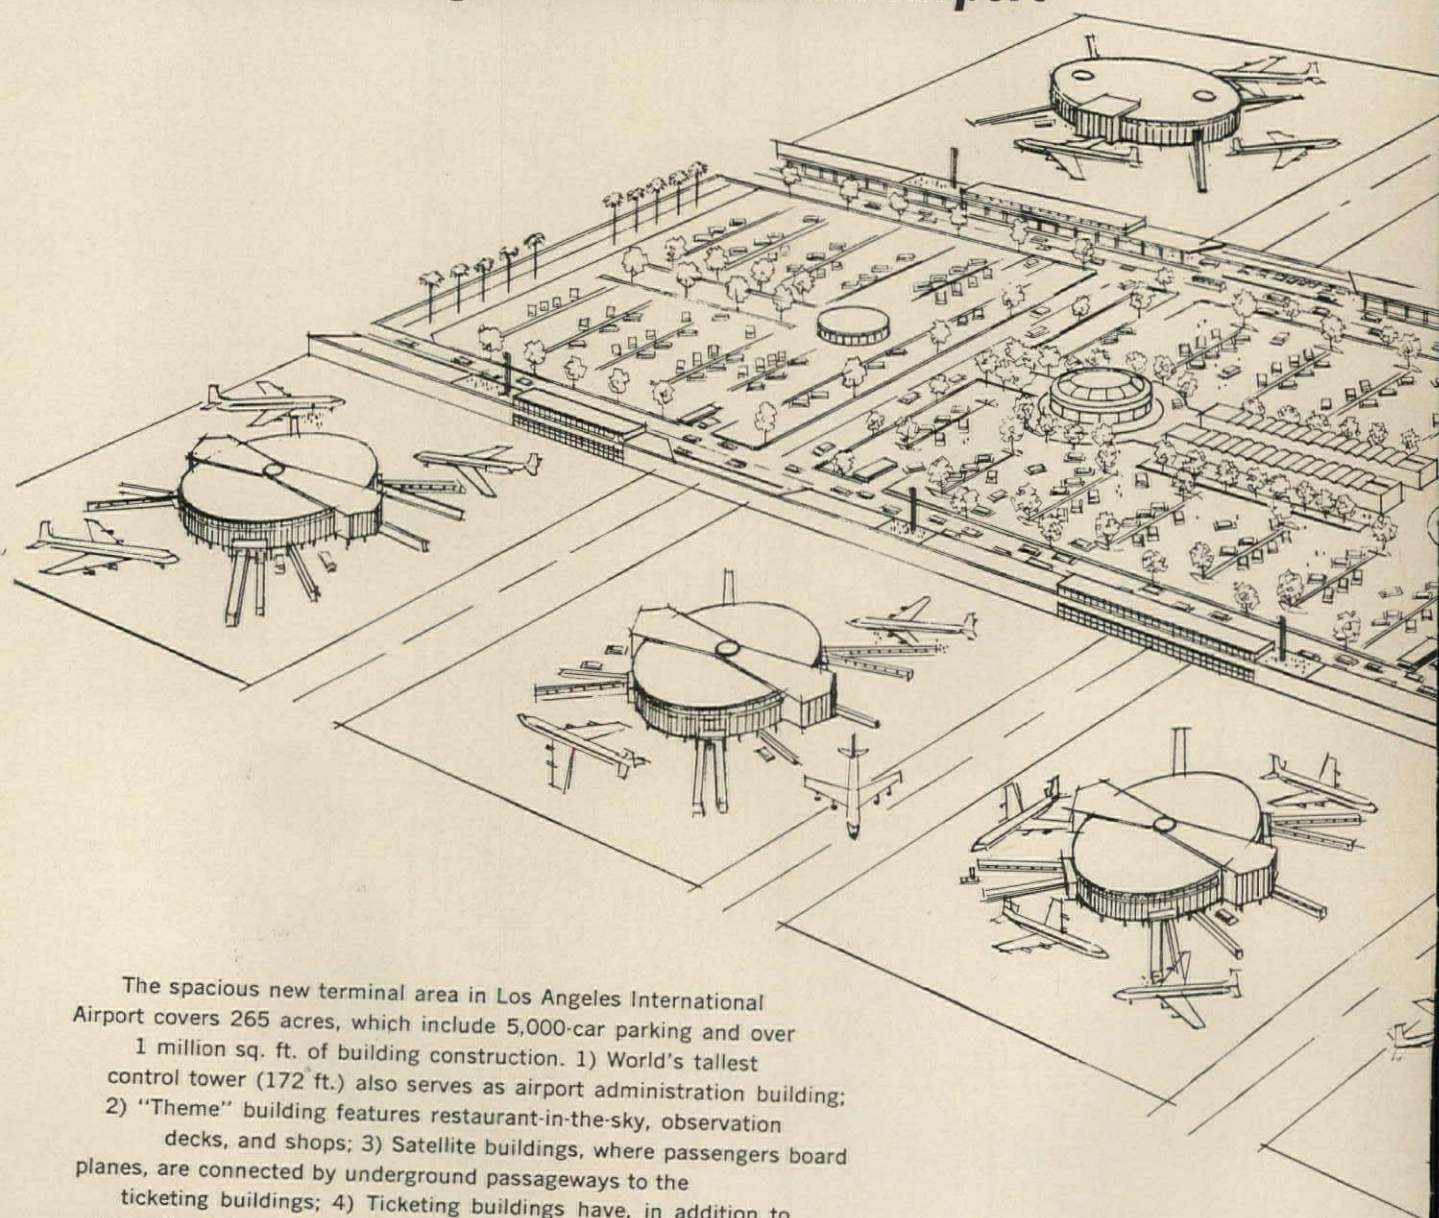 Airport
The spacious new terminal area in Los Angeles International
Airport covers 265 acres, which include 5,000-car parking and over
1 million sq. ft. of building construction. 1) World's tallest
control tower (172 ft.) also serves as airport administration building;
2) "Theme" building features restaurant-in-the-sky, observation
decks, and shops; 3) Satellite buildings, where passengers board
planes, are connected by underground passageways to the
ticketing buildings; 4) Ticketing buildings have, in addition to